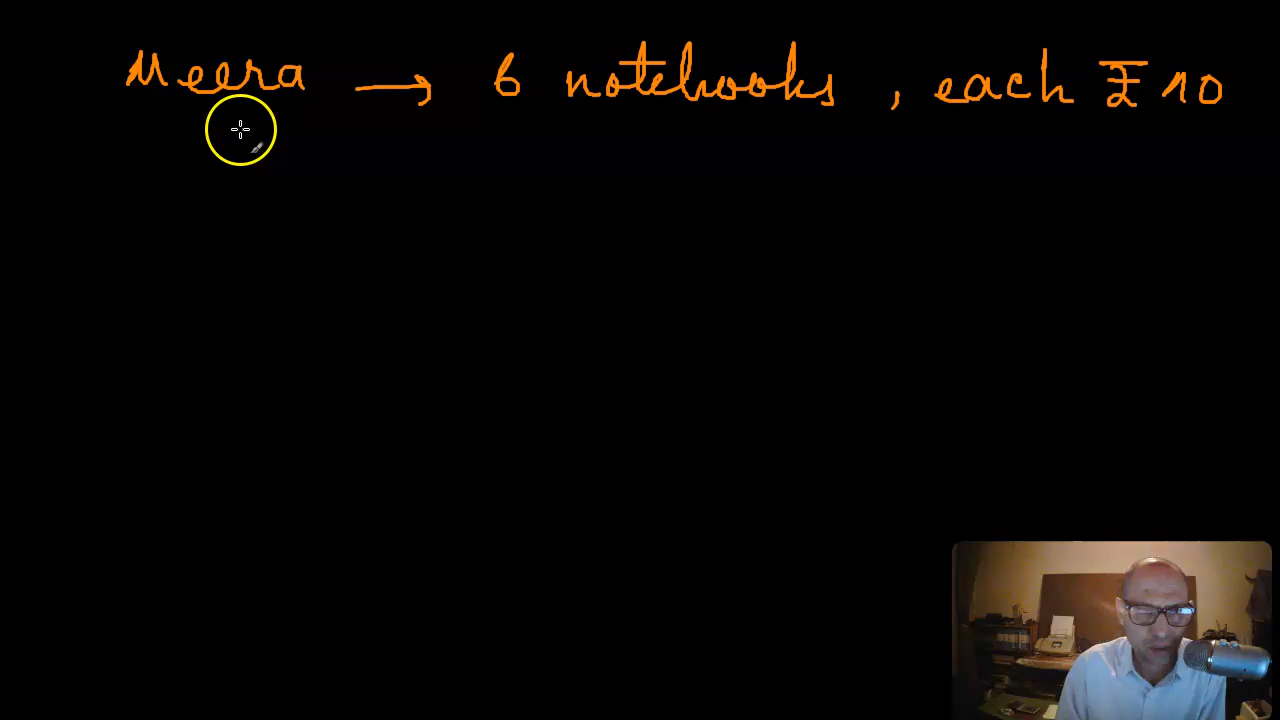 Meera → 6 notebooks, each ₹10